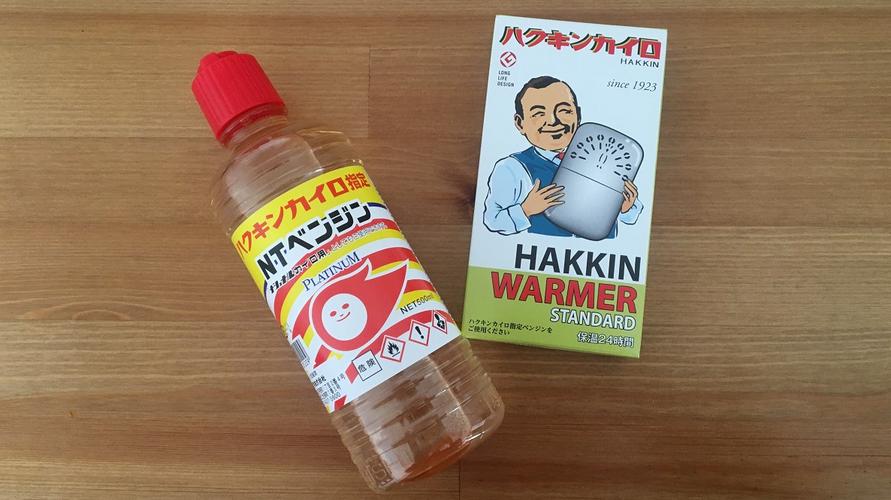 ハクキンカイロ指定
N・Tベンジン
PLATINUM
NET500ml
危険
ハクキンカイロ
HAKKIN
LONG
LIFE
DESIGN
since 1923
HAKKIN
WARMER
STANDARD
ハクキンカイロ指定ベンジンを
ご使用ください
保温24時間